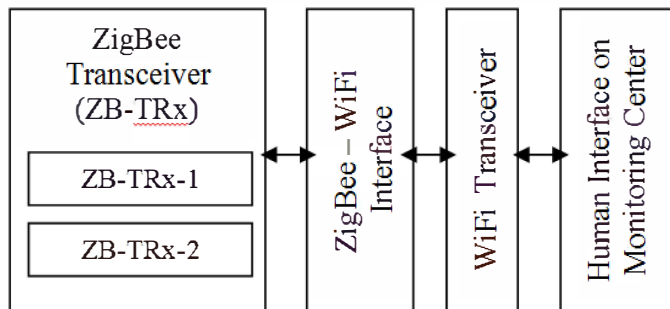 ZigBee
Transceiver
(ZB-TRx)
ZB-TRx-1
ZB-TRx-2
ZigBee – WiFi
Interface
WiFi Transceiver
Human Interface on
Monitoring Center